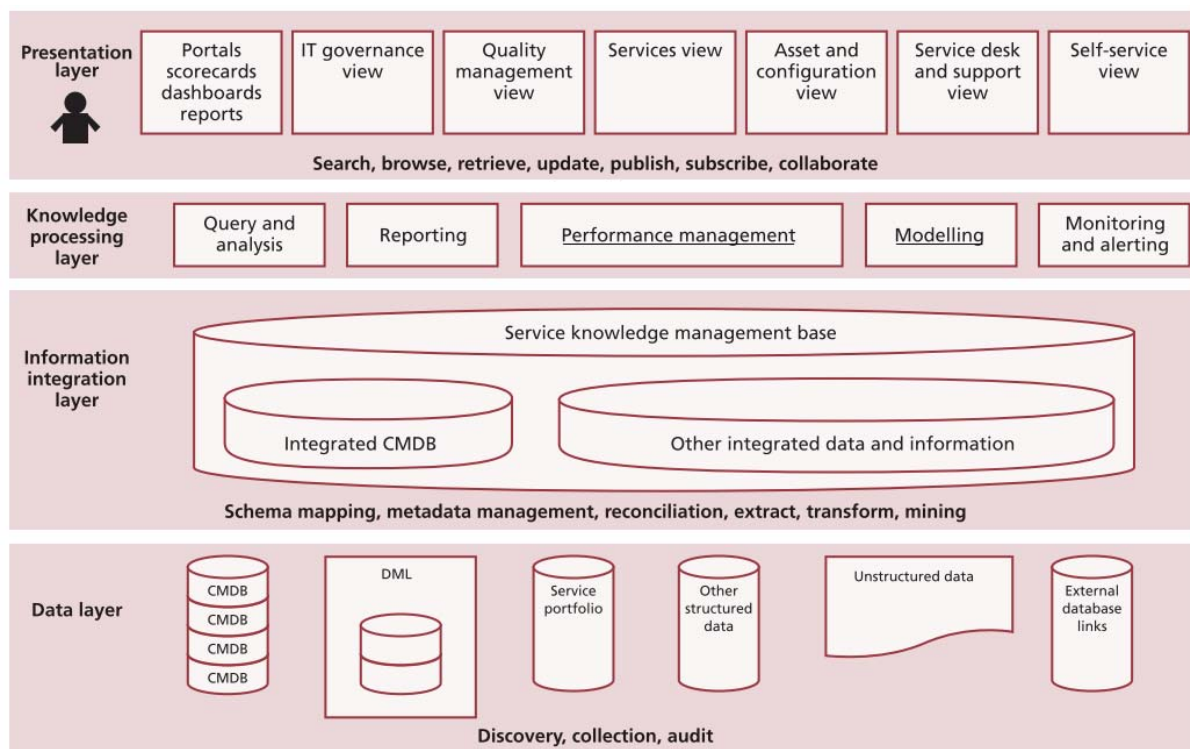 Presentation
layer
Portals
scorecards
dashboards
reports
IT governance
view
Quality
management
view
Services view
Asset and
configuration
view
Service desk
and support
view
Self-service
view
Search, browse, retrieve, update, publish, subscribe, collaborate
Knowledge
processing
layer
Query and
analysis
Reporting
Performance management
Modelling
Monitoring
and alerting
Information
integration
layer
Service knowledge management base
Integrated CMDB
Other integrated data and information
Schema mapping, metadata management, reconciliation, extract, transform, mining
Data layer
CMDB
CMDB
CMDB
CMDB
DML
Service
portfolio
Other
structured
data
Unstructured data
External
database
links
Discovery, collection, audit